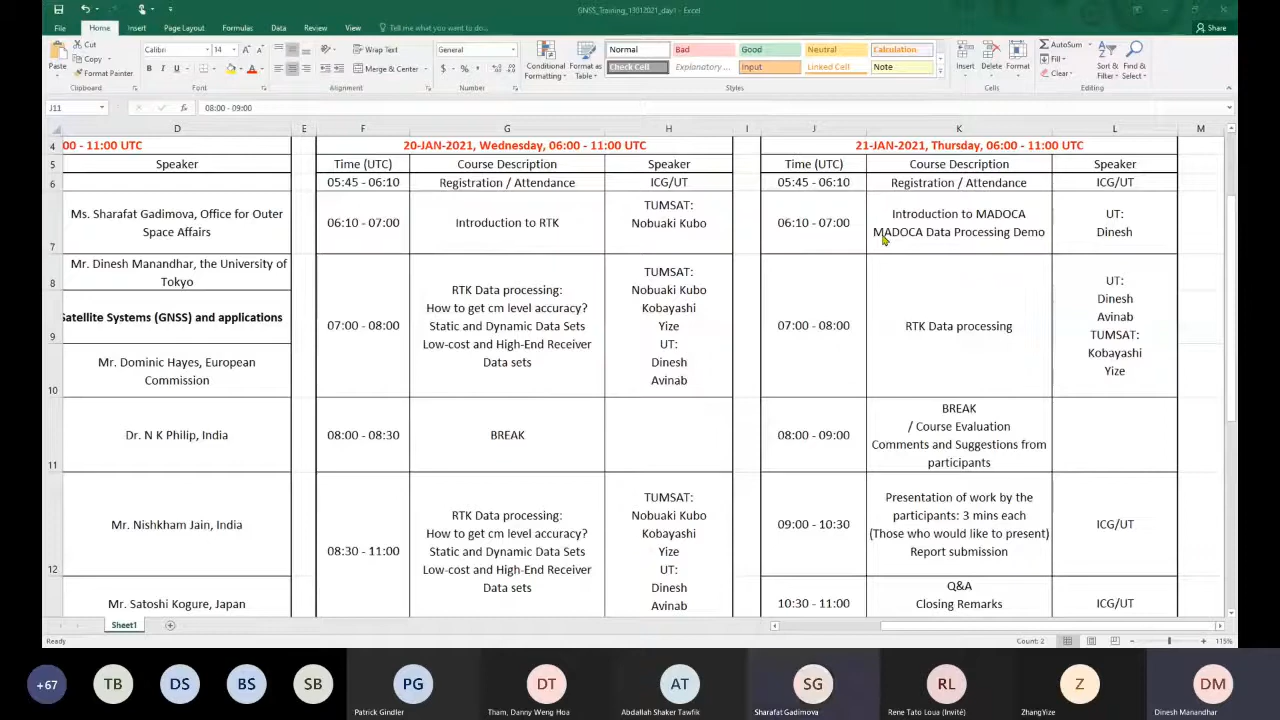 GNSS_Training_13012021_day1 - Excel
File
Home
Insert
Page Layout
Formulas
Data
Review
View
Tell me what you want to do...
Share
Paste
Cut
Copy
Format Painter
Clipboard
Calibri
14
Font
Wrap Text
Merge & Center
Alignment
General
Number
Conditional Formatting
Format as Table
Normal
Bad
Good
Neutral
Calculation
Check Cell
Explanatory ...
Input
Linked Cell
Note
Styles
Insert
Delete
Format
Cells
AutoSum
Fill
Clear
Sort & Filter
Find & Select
Editing
J11
08:00 - 09:00
D E F G H I J K L M
4
00 - 11:00 UTC
20-JAN-2021, Wednesday, 06:00 - 11:00 UTC
21-JAN-2021, Thursday, 06:00 - 11:00 UTC
5
Speaker
Time (UTC)
Course Description
Speaker
Time (UTC)
Course Description
Speaker
6
05:45 - 06:10
Registration / Attendance
ICG/UT
05:45 - 06:10
Registration / Attendance
ICG/UT
7
Ms. Sharafat Gadimova, Office for Outer
Space Affairs
06:10 - 07:00
Introduction to RTK
TUMSAT:
Nobuaki Kubo
06:10 - 07:00
Introduction to MADOCA
MADOCA Data Processing Demo
UT:
Dinesh
8
Mr. Dinesh Manandhar, the University of
Tokyo
9
Satellite Systems (GNSS) and applications
10
Mr. Dominic Hayes, European
Commission
07:00 - 08:00
RTK Data processing:
How to get cm level accuracy?
Static and Dynamic Data Sets
Low-cost and High-End Receiver
Data sets
TUMSAT:
Nobuaki Kubo
Kobayashi
Yize
UT:
Dinesh
Avinab
07:00 - 08:00
RTK Data processing
UT:
Dinesh
Avinab
TUMSAT:
Kobayashi
Yize
11
Dr. N K Philip, India
08:00 - 08:30
BREAK
08:00 - 09:00
BREAK
/ Course Evaluation
Comments and Suggestions from
participants
12
Mr. Nishkham Jain, India
08:30 - 11:00
RTK Data processing:
How to get cm level accuracy?
Static and Dynamic Data Sets
Low-cost and High-End Receiver
Data sets
TUMSAT:
Nobuaki Kubo
Kobayashi
Yize
UT:
Dinesh
Avinab
09:00 - 10:30
Presentation of work by the
participants: 3 mins each
(Those who would like to present)
Report submission
ICG/UT
Mr. Satoshi Kogure, Japan
10:30 - 11:00
Q&A
Closing Remarks
ICG/UT
Sheet1
Ready
Count: 2
115%
+67
TB
DS
BS
SB
PG
Patrick Gindler
DT
Tham, Danny Weng Hoa
AT
Abdallah Shaker Tawfik
SG
Sharafat Gadimova
RL
Rene Tato Loua (Invité)
Z
ZhangYize
DM
Dinesh Manandhar